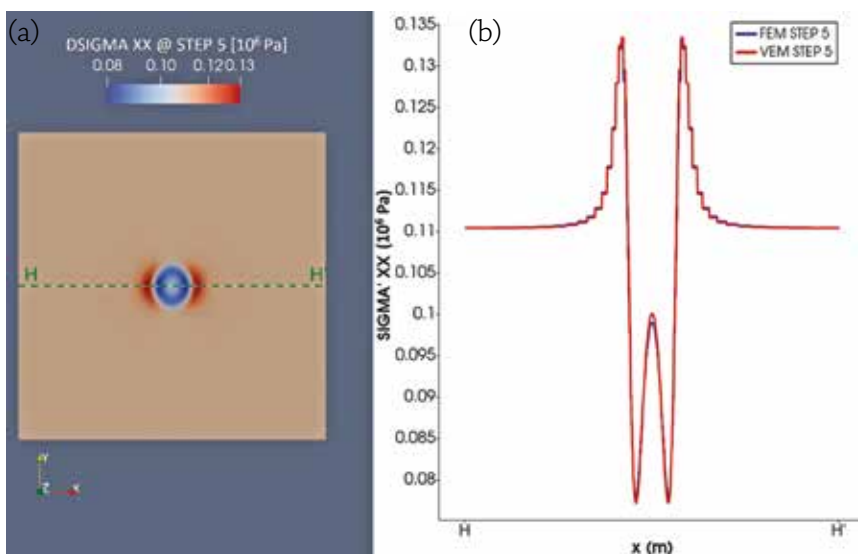 (a)
DSIGMA XX @ STEP 5 [10⁶ Pa]
0.08 0.10 0.12 0.13
H H'
Y
Z X
(b)
FEM STEP 5
VEM STEP 5
0.135
0.13
0.125
0.12
0.115
0.11
0.105
0.1
0.095
0.09
0.085
0.08
SIGMA' XX (10⁶ Pa)
H H'
x (m)